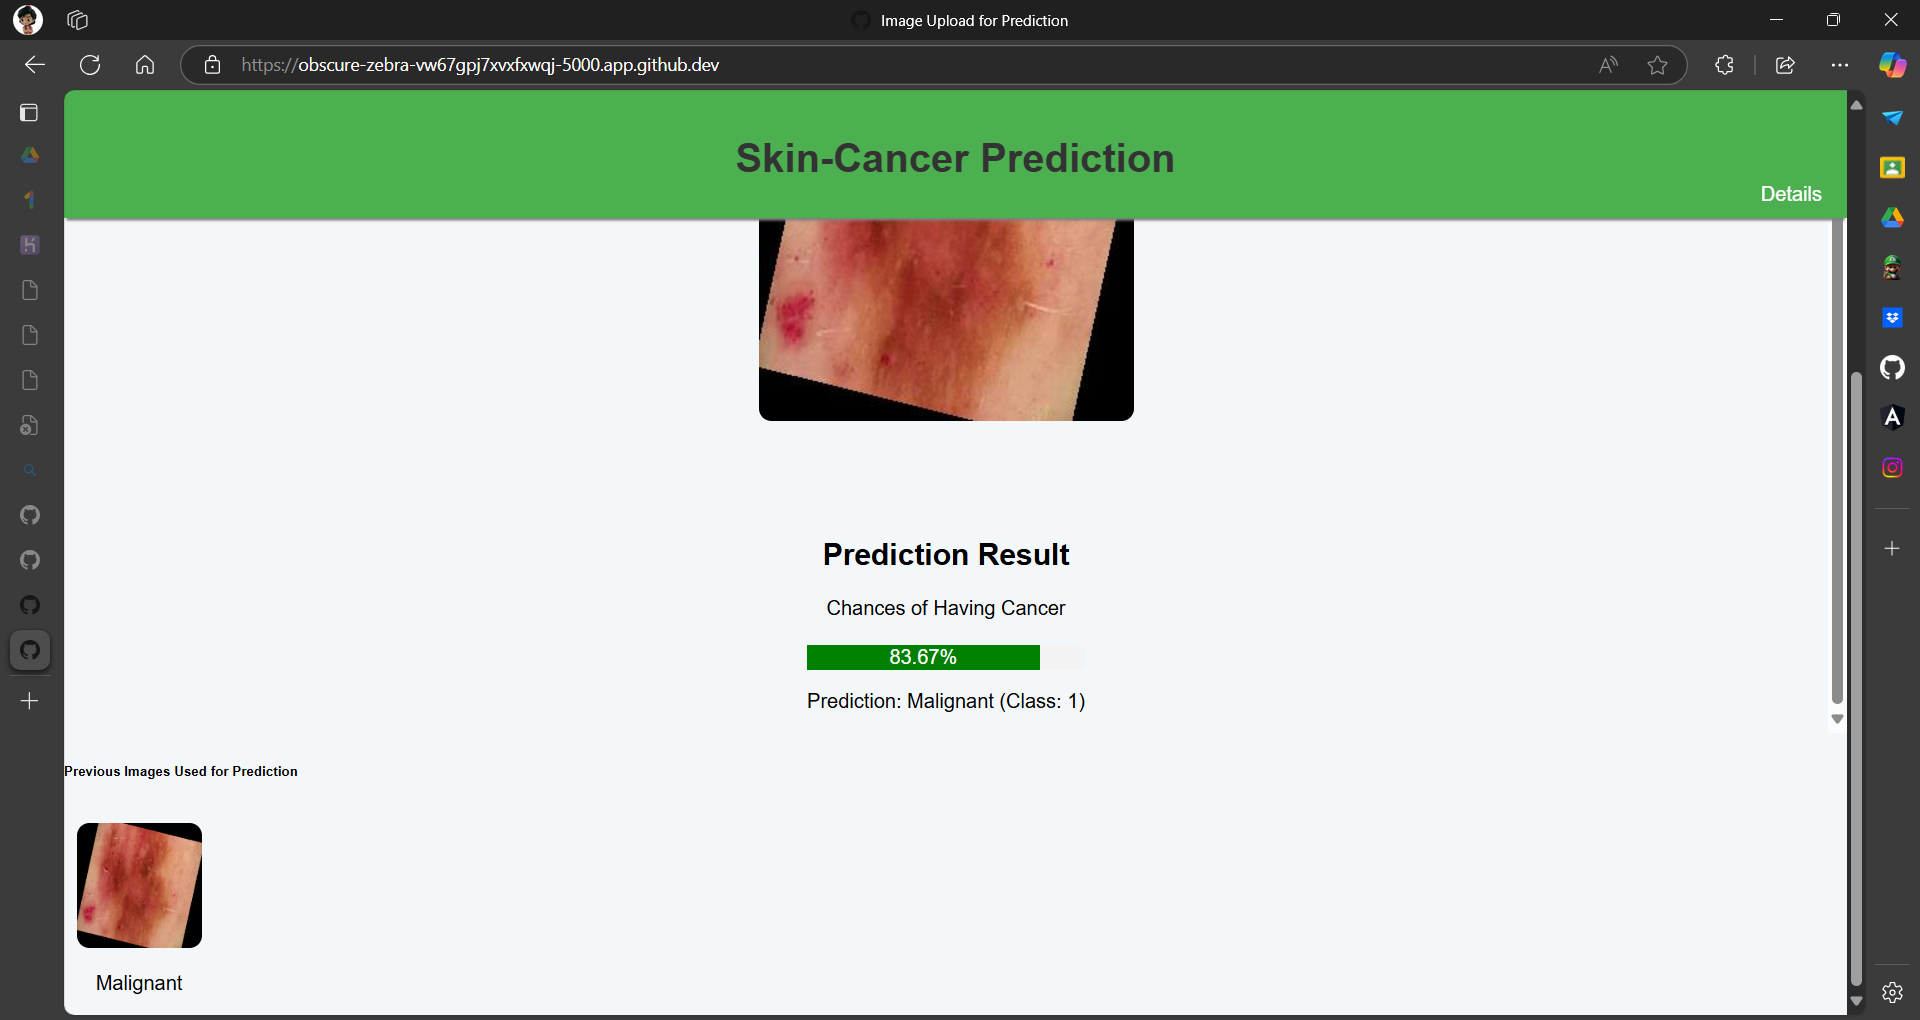 Image Upload for Prediction
https://obscure-zebra-vw67gpj7xvxfxwqj-5000.app.github.dev
Skin-Cancer Prediction
Details
Prediction Result
Chances of Having Cancer
83.67%
Prediction: Malignant (Class: 1)
Previous Images Used for Prediction
Malignant